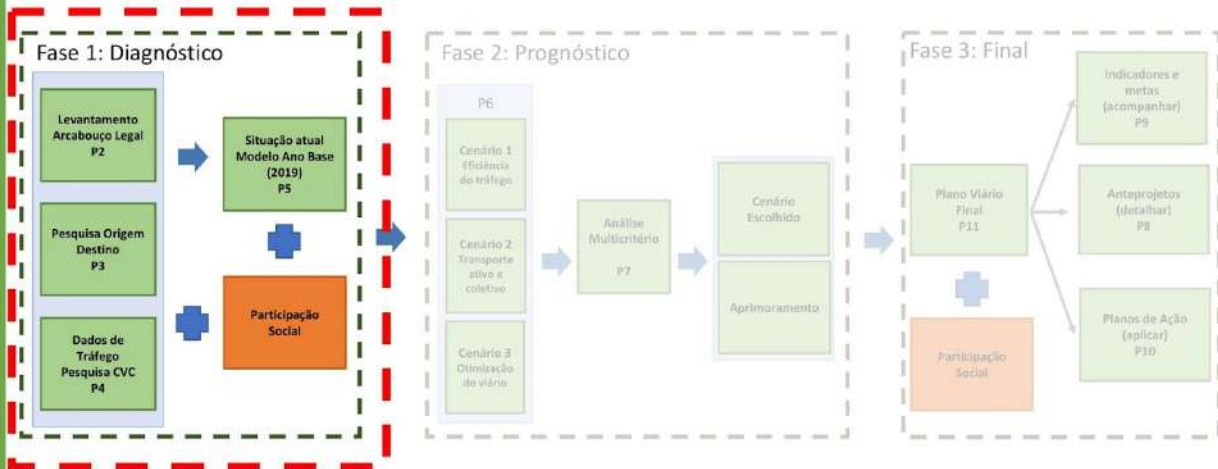 Fase 1: Diagnóstico
Levantamento
Arcabouço Legal
P2
Pesquisa Origem
Destino
P3
Dados de
Tráfego
Pesquisa CVC
P4
Situação atual
Modelo Ano Base
(2019)
P5
Participação
Social
Fase 2: Prognóstico
P6
Cenário 1
Eficiência
do tráfego
Cenário 2
Transporte
ativo e
coletivo
Cenário 3
Otimização
do viário
Análise
Multicritério
P7
Cenário
Escolhido
Aprimoramento
Fase 3: Final
Plano Viário
Final
P11
Participação
Social
Indicadores e
metas
(acompanhar)
P9
Anteprojetos
(detalhar)
P8
Planos de Ação
(aplicar)
P10